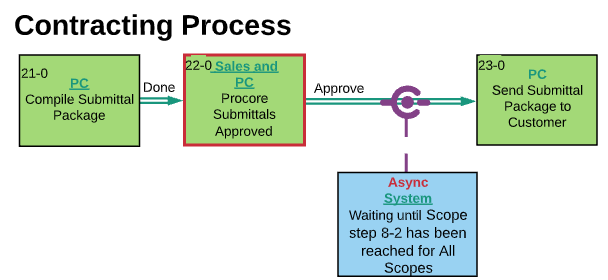 Contracting Process
21-0
PC
Compile Submittal
Package
Done
22-0 Sales and
PC
Procore
Submittals
Approved
Approve
23-0
PC
Send Submittal
Package to
Customer
Async
System
Waiting until Scope
step 8-2 has been
reached for All
Scopes